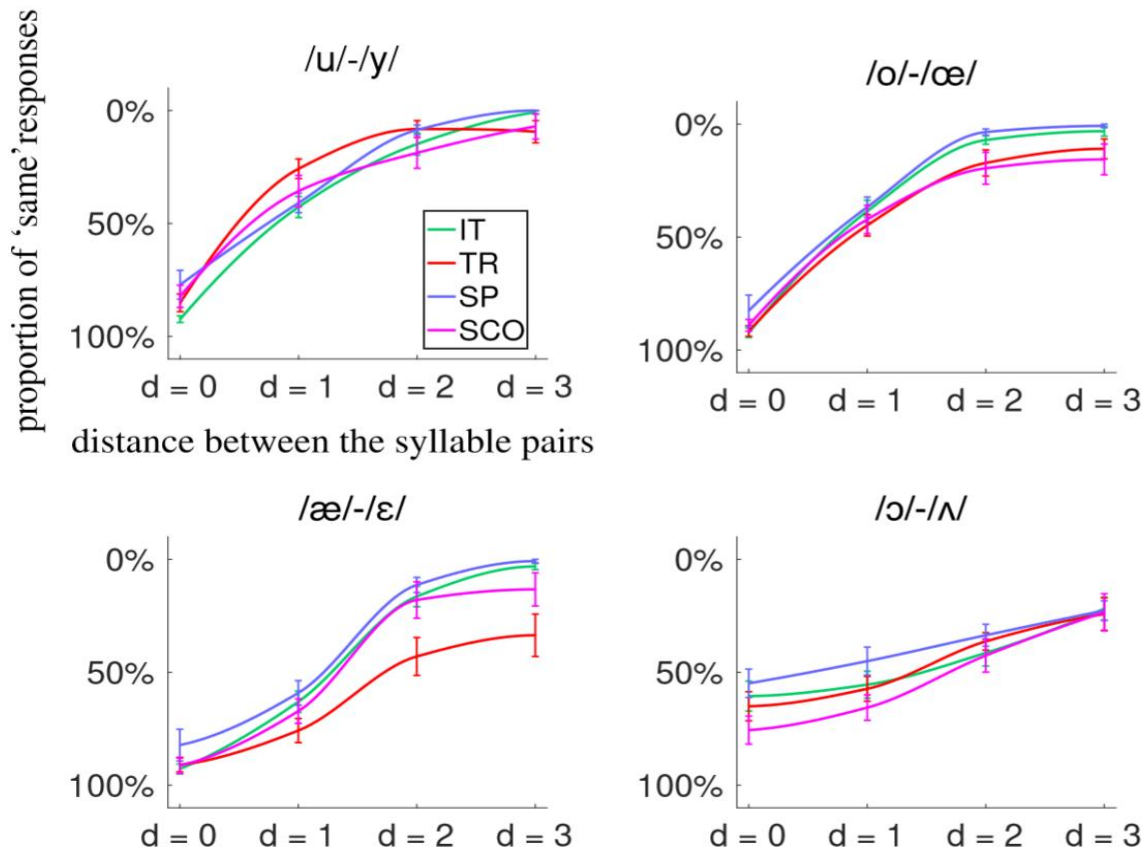 proportion of ‘same’ responses
/u/-/y/
0%
50%
100%
IT
TR
SP
SCO
d = 0 d = 1 d = 2 d = 3
distance between the syllable pairs
/o/-/œ/
0%
50%
100%
d = 0 d = 1 d = 2 d = 3
/æ/-/ɛ/
0%
50%
100%
d = 0 d = 1 d = 2 d = 3
/ɔ/-/ʌ/
0%
50%
100%
d = 0 d = 1 d = 2 d = 3